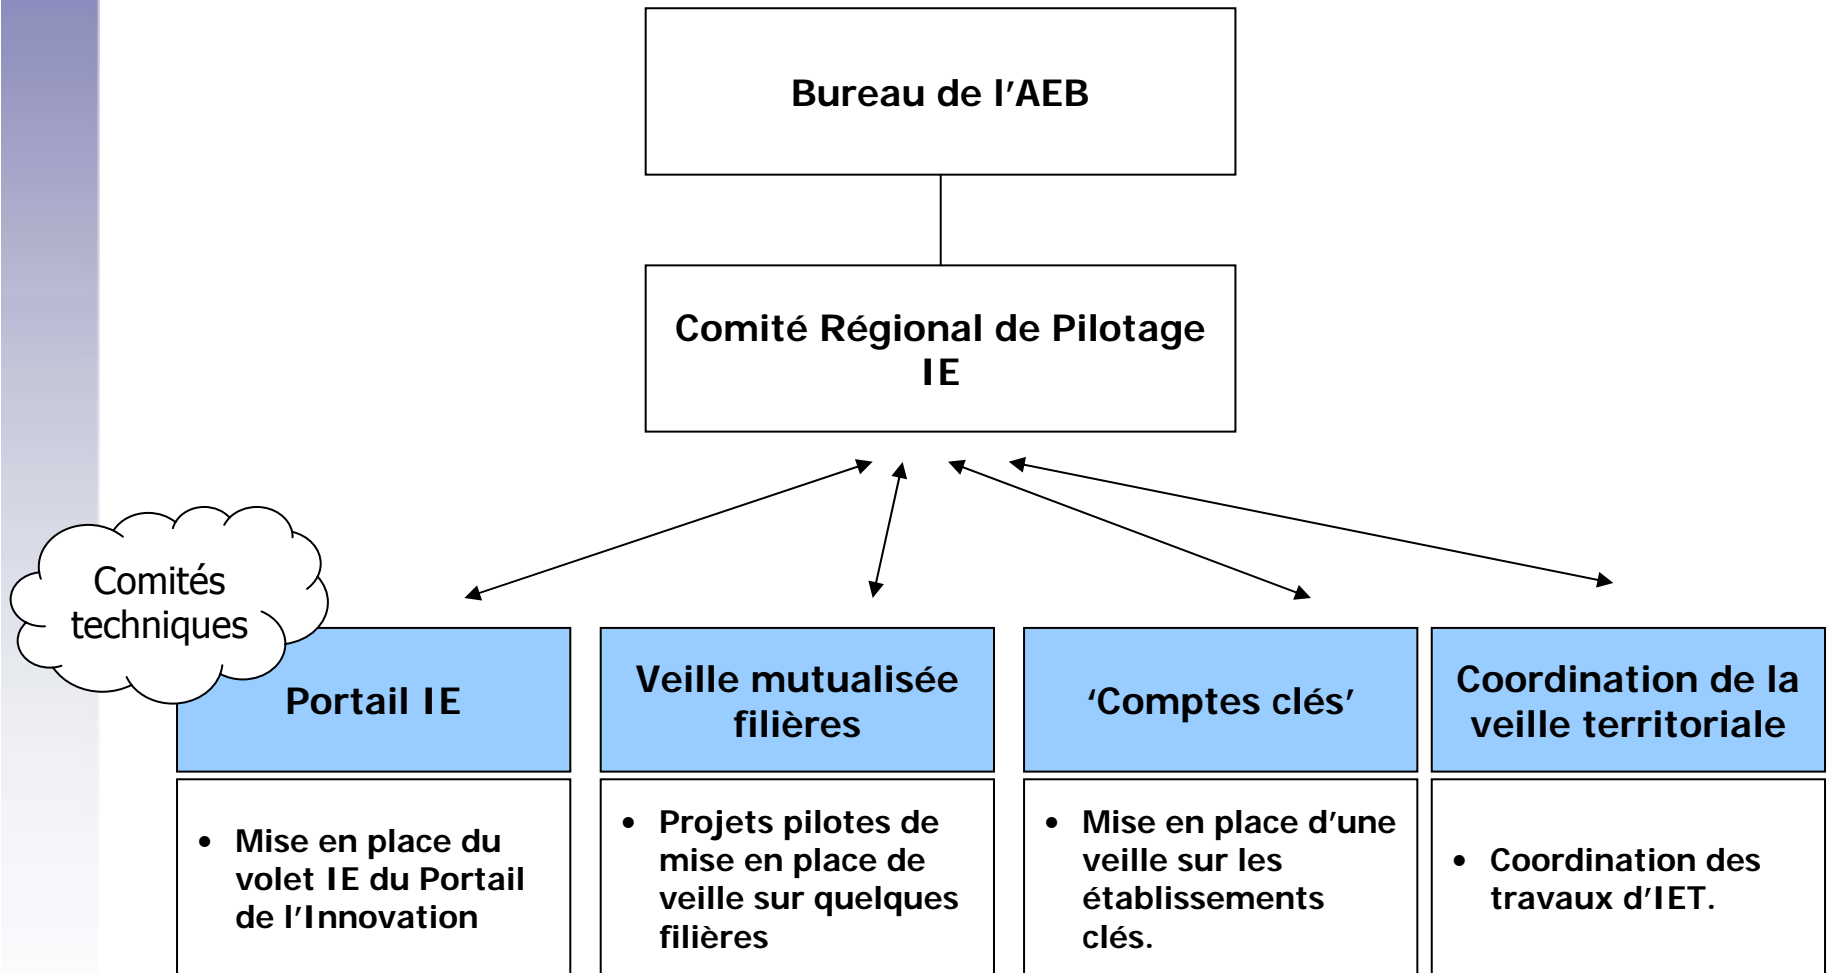 Bureau de l'AEB
Comité Régional de Pilotage
IE
Comités
techniques
Portail IE
Veille mutualisée
filières
‘Comptes clés’
Coordination de la
veille territoriale
• Mise en place du
volet IE du Portail
de l’Innovation
• Projets pilotes de
mise en place de
veille sur quelques
filières
• Mise en place d’une
veille sur les
établissements
clés.
• Coordination des
travaux d’IET.